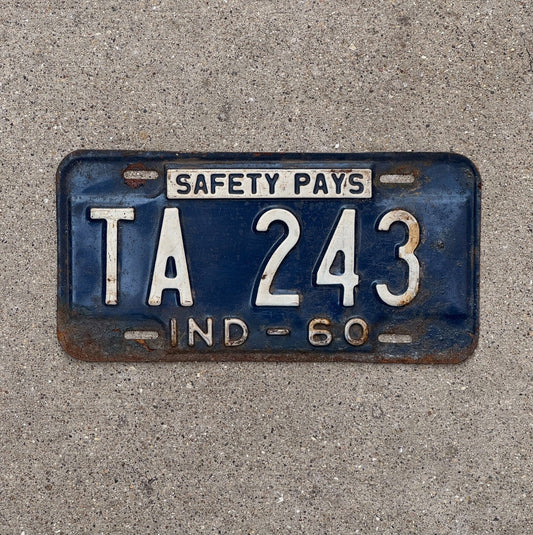 SAFETY PAYS
TA 243
IND - 60